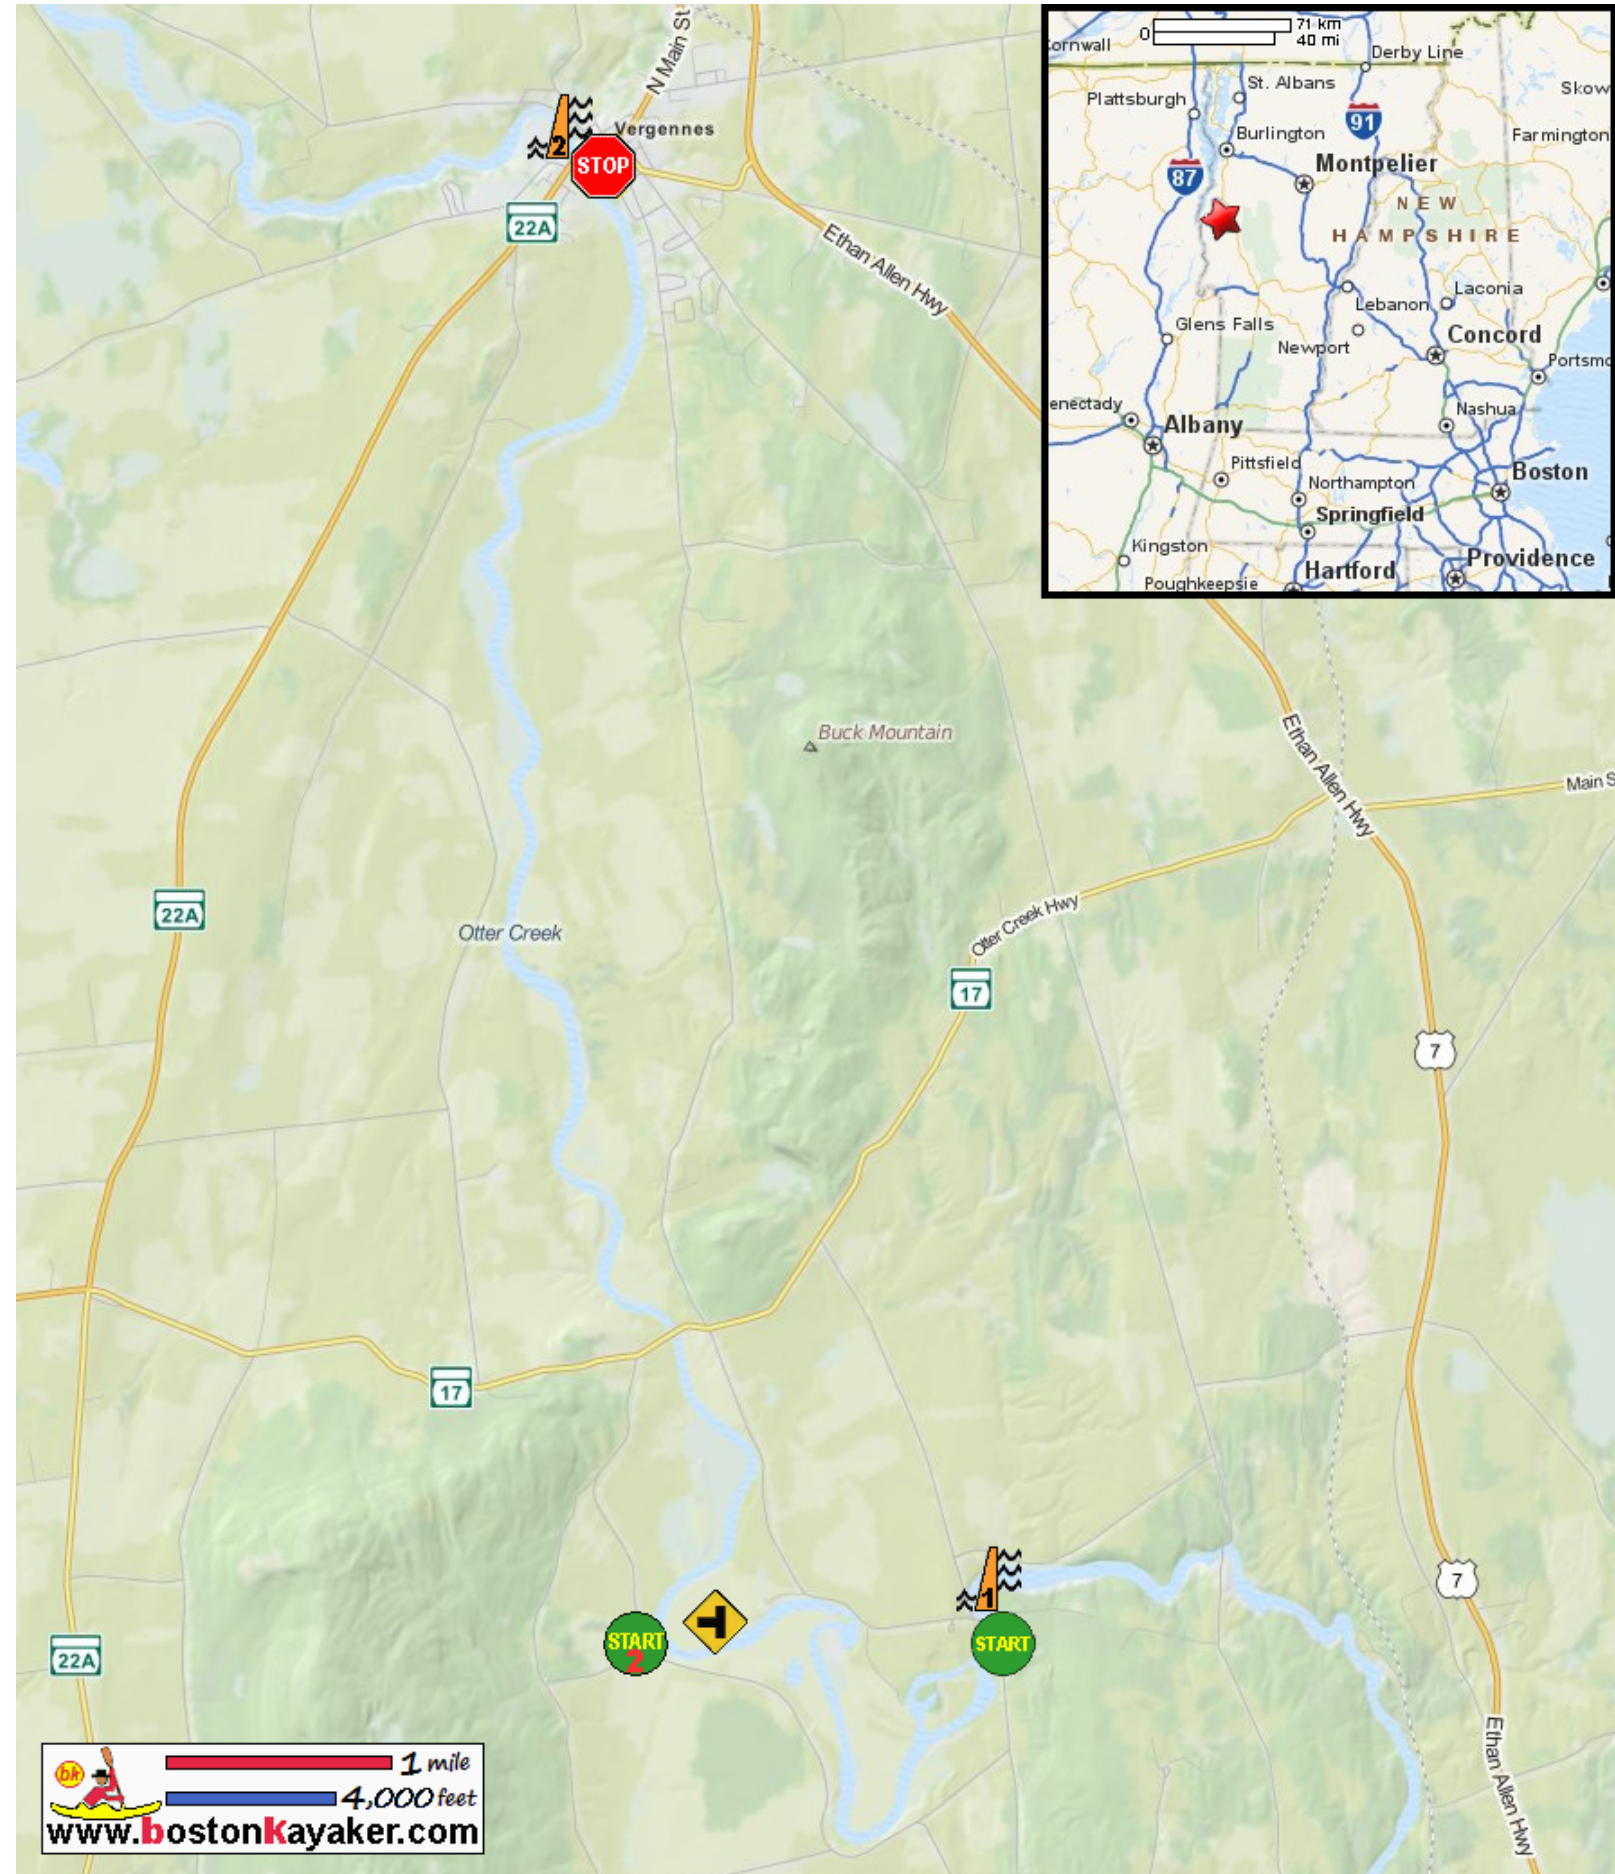 N Main St
2
Vergennes
STOP
22A
Ethan Allen Hwy
0
71 km
40 mi
ornwall
Derby Line
St. Albans
Skow
Plattsburgh
91
Burlington
Farmington
Montpelier
87
NEW
HAMPSHIRE
Laconia
Lebanon
Glens Falls
Newport
Concord
Portsmo
enectady
Nashua
Albany
Pittsfield
Boston
Northampton
Springfield
Kingston
Providence
Hartford
Poughkeepsie
Buck Mountain
Ethan Allen Hwy
Main S
22A
Otter Creek
Otter Creek Hwy
17
7
17
1
7
START
2
START
22A
Ethan Allen Hwy
bk
1 mile
4,000 feet
www.bostonkayaker.com